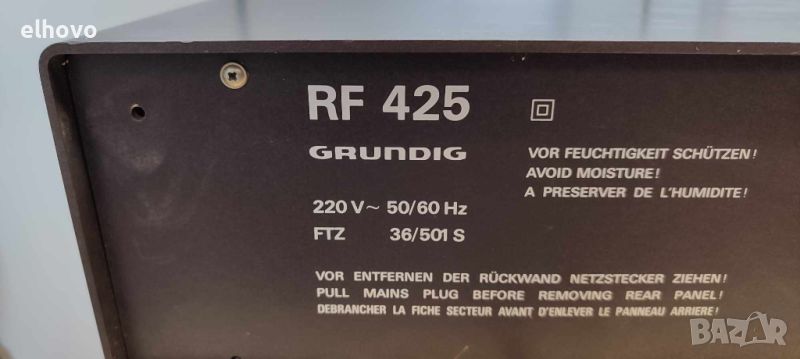 elhovo
RF 425
GRUNDIG
220 V~ 50/60 Hz
FTZ 36/501 S
VOR FEUCHTIGKEIT SCHÜTZEN!
AVOID MOISTURE!
A PRESERVER DE L'HUMIDITE!
VOR ENTFERNEN DER RÜCKWAND NETZSTECKER ZIEHEN!
PULL MAINS PLUG BEFORE REMOVING REAR PANEL!
DEBRANCHER LA FICHE SECTEUR AVANT D'ENLEVER LE PANNEAU ARRIERE!
BAZAR